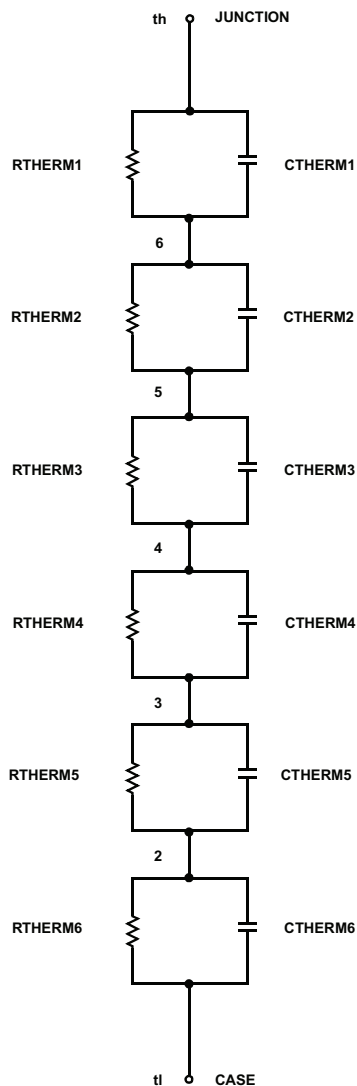 th JUNCTION
RTHERM1 CTHERM1
6
RTHERM2 CTHERM2
5
RTHERM3 CTHERM3
4
RTHERM4 CTHERM4
3
RTHERM5 CTHERM5
2
RTHERM6 CTHERM6
tl CASE